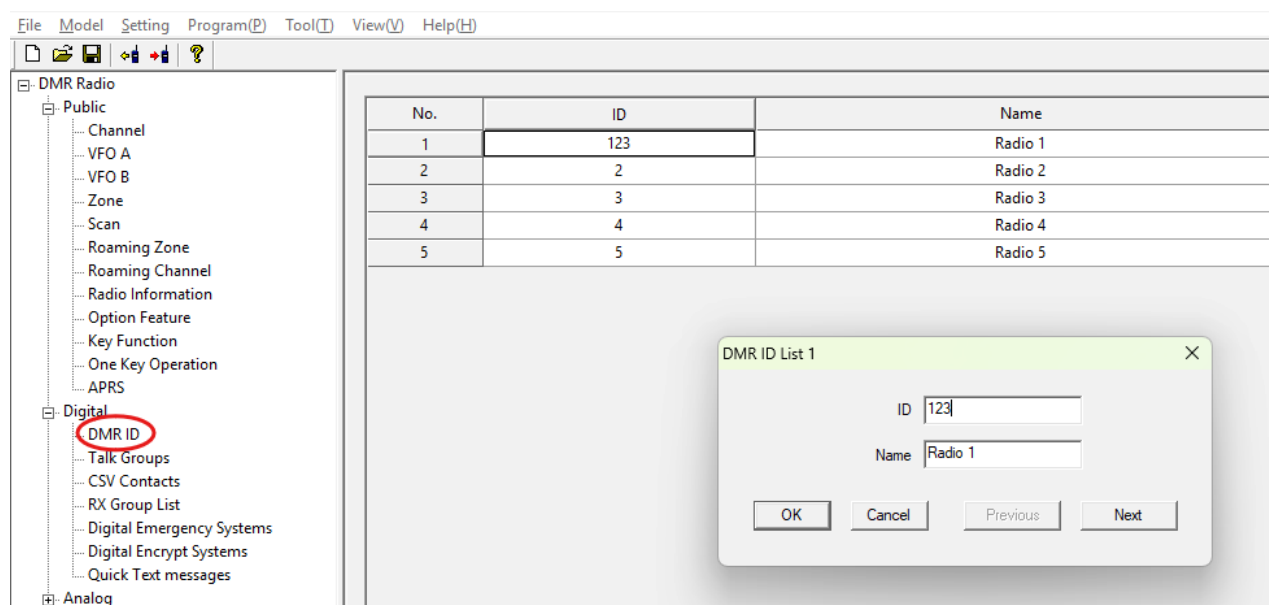 File Model Setting Program(P) Tool(T) View(V) Help(H)
DMR Radio
Public
Channel
VFO A
VFO B
Zone
Scan
Roaming Zone
Roaming Channel
Radio Information
Option Feature
Key Function
One Key Operation
APRS
Digital
DMR ID
Talk Groups
CSV Contacts
RX Group List
Digital Emergency Systems
Digital Encrypt Systems
Quick Text messages
Analog
No. ID Name
1 123 Radio 1
2 2 Radio 2
3 3 Radio 3
4 4 Radio 4
5 5 Radio 5
DMR ID List 1
ID 123
Name Radio 1
OK Cancel Previous Next